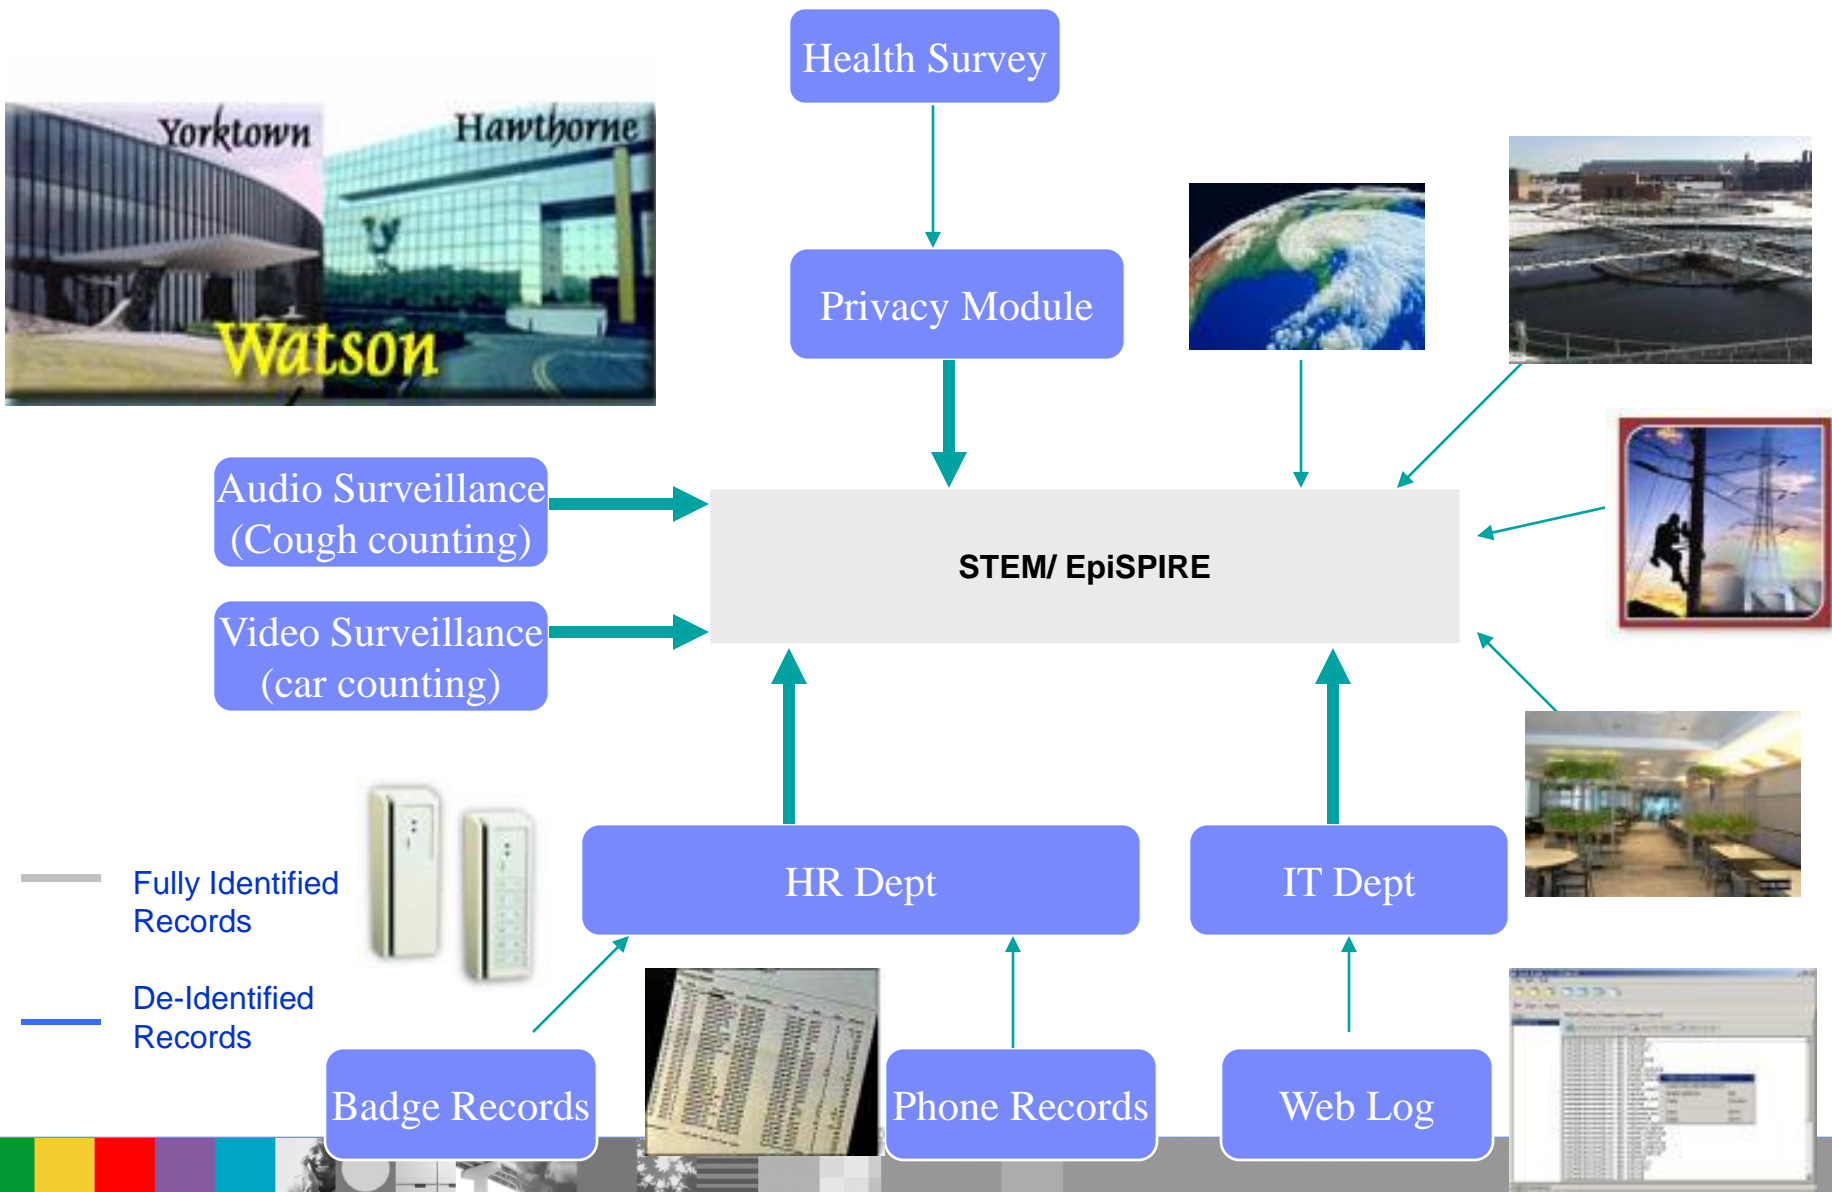 Health Survey
Yorktown
Hawthorne
Watson
Privacy Module
Audio Surveillance
(Cough counting)
STEM/ EpiSPIRE
Video Surveillance
(car counting)
HR Dept
IT Dept
Fully Identified
Records
De-Identified
Records
Badge Records
Phone Records
Web Log